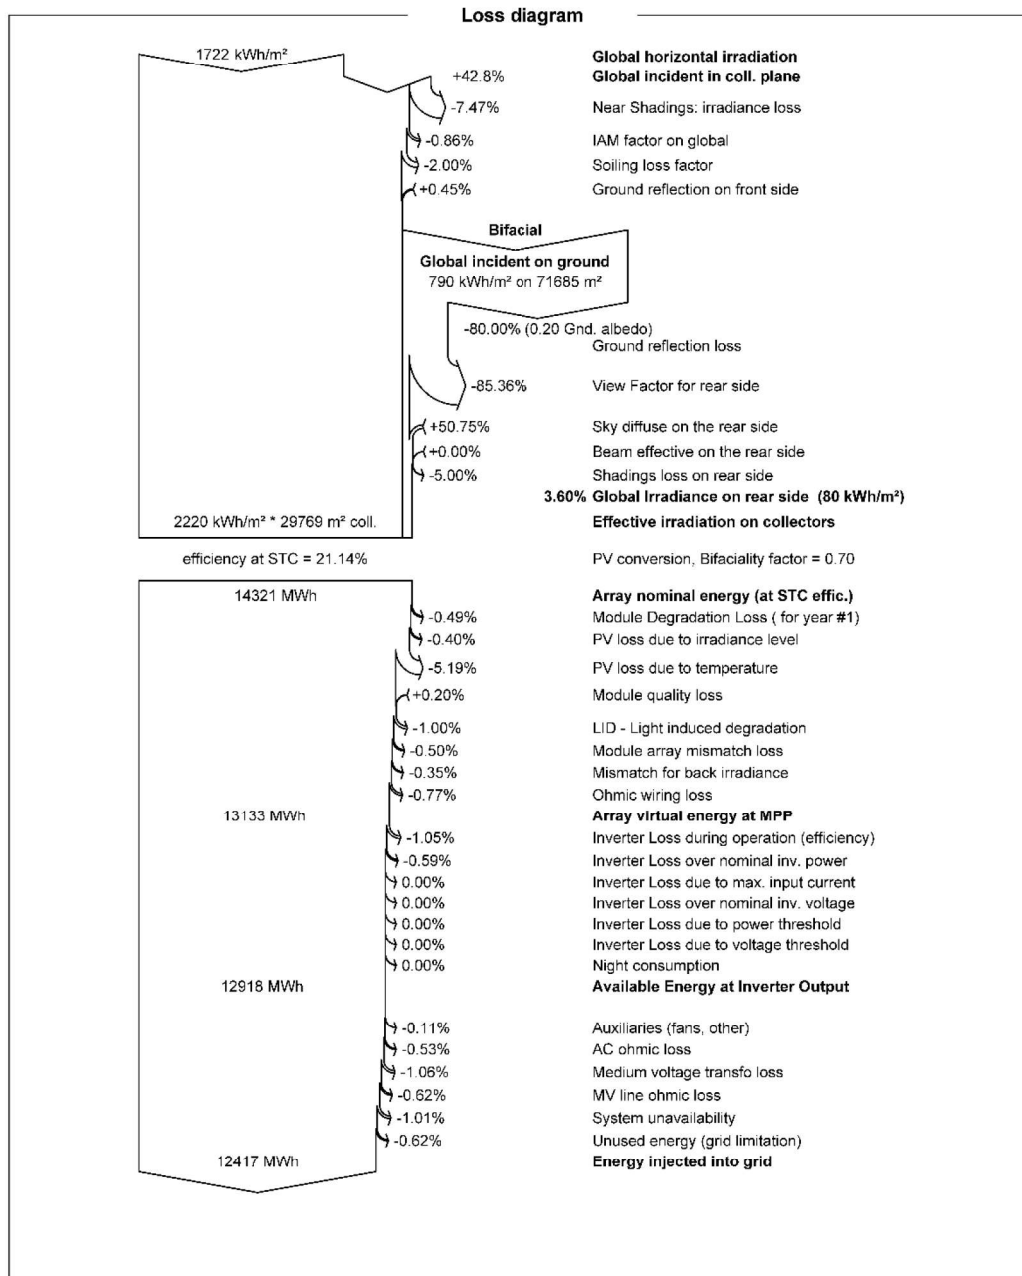 Loss diagram
1722 kWh/m² Global horizontal irradiation
+42.8% Global incident in coll. plane
-7.47% Near Shadings: irradiance loss
-0.86% IAM factor on global
-2.00% Soiling loss factor
+0.45% Ground reflection on front side
Bifacial
Global incident on ground
790 kWh/m² on 71685 m²
-80.00% (0.20 Gnd. albedo)
Ground reflection loss
-85.36% View Factor for rear side
+50.75% Sky diffuse on the rear side
+0.00% Beam effective on the rear side
-5.00% Shadings loss on rear side
3.60% Global Irradiance on rear side (80 kWh/m²)
2220 kWh/m² * 29769 m² coll. Effective irradiation on collectors
efficiency at STC = 21.14% PV conversion, Bifaciality factor = 0.70
14321 MWh Array nominal energy (at STC effic.)
-0.49% Module Degradation Loss ( for year #1)
-0.40% PV loss due to irradiance level
-5.19% PV loss due to temperature
+0.20% Module quality loss
-1.00% LID - Light induced degradation
-0.50% Module array mismatch loss
-0.35% Mismatch for back irradiance
-0.77% Ohmic wiring loss
13133 MWh Array virtual energy at MPP
-1.05% Inverter Loss during operation (efficiency)
-0.59% Inverter Loss over nominal inv. power
0.00% Inverter Loss due to max. input current
0.00% Inverter Loss over nominal inv. voltage
0.00% Inverter Loss due to power threshold
0.00% Inverter Loss due to voltage threshold
0.00% Night consumption
12918 MWh Available Energy at Inverter Output
-0.11% Auxiliaries (fans, other)
-0.53% AC ohmic loss
-1.06% Medium voltage transfo loss
-0.62% MV line ohmic loss
-1.01% System unavailability
-0.62% Unused energy (grid limitation)
12417 MWh Energy injected into grid